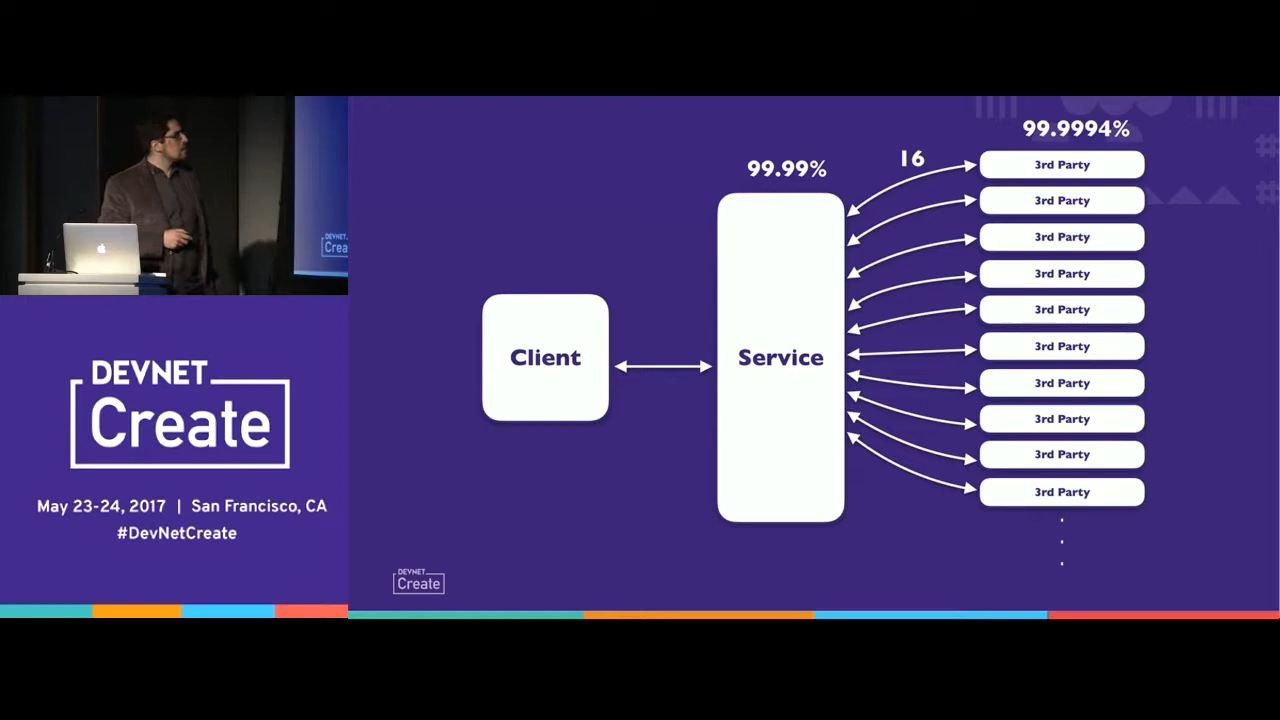 DEVNET
Create
May 23-24, 2017 | San Francisco, CA
#DevNetCreate
99.9994%
99.99%
16
3rd Party
3rd Party
3rd Party
3rd Party
3rd Party
3rd Party
3rd Party
3rd Party
3rd Party
3rd Party
Client
Service
DEVNET
Create
Crea